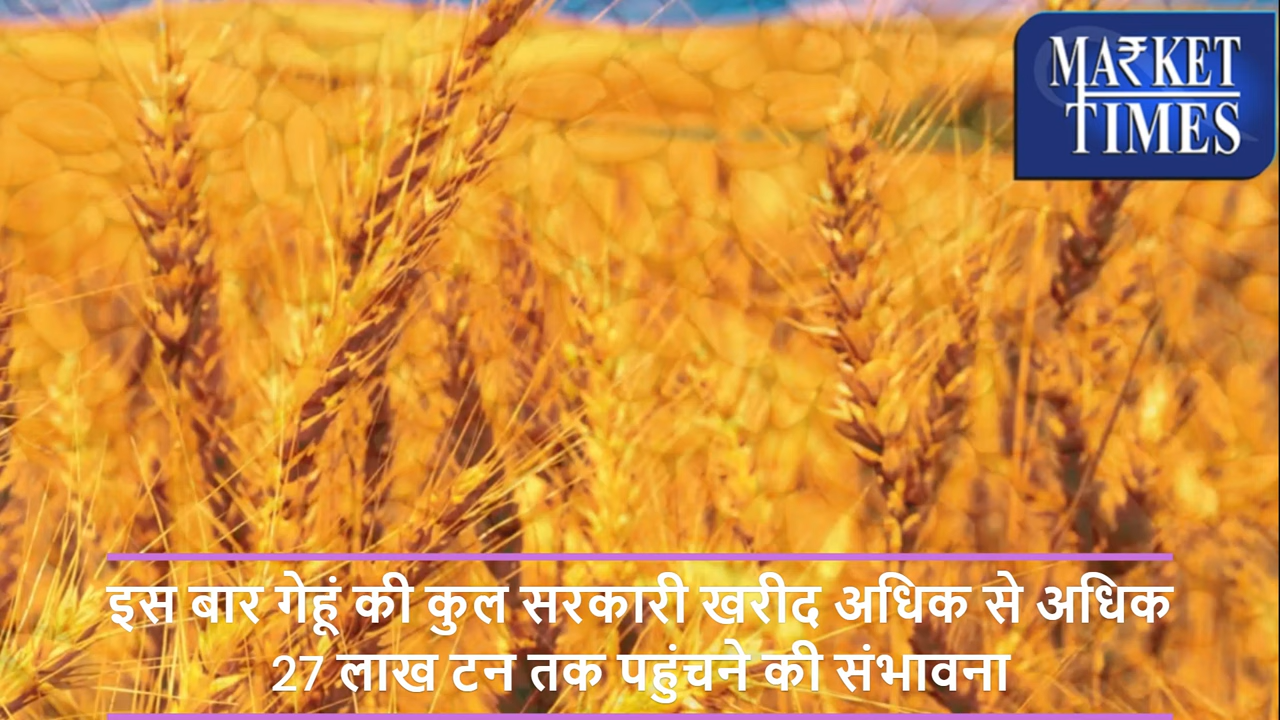 MA₹KET
TIMES
इस बार गेहूं की कुल सरकारी खरीद अधिक से अधिक
27 लाख टन तक पहुंचने की संभावना